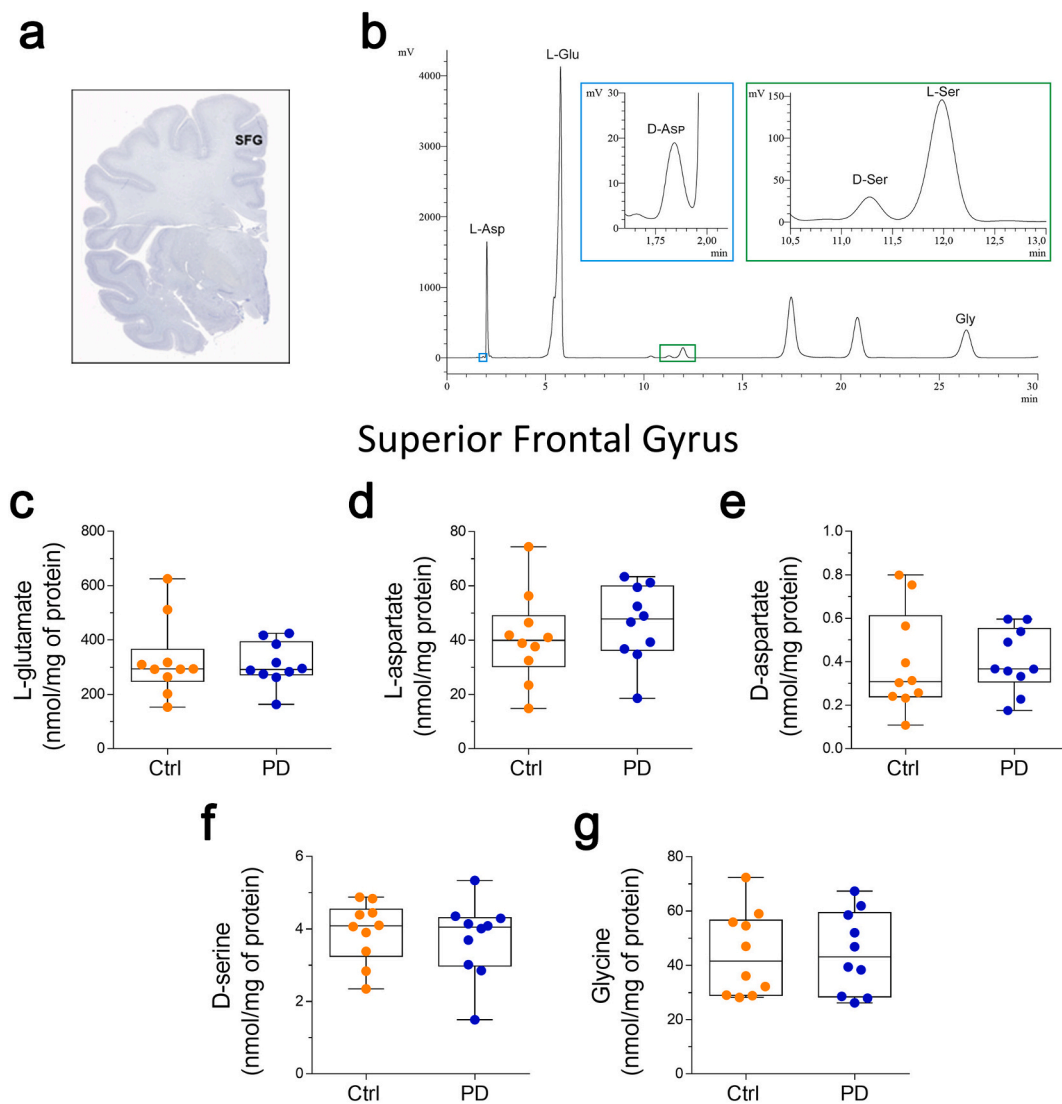 a
SFG
b
mV
4000
3000
2000
1000
0
L-Asp
L-Glu
Gly
0
5
10
15
20
25
30
min
mV
30
20
10
0
D-Asp
1,75
2,00
min
mV
150
100
50
0
D-Ser
L-Ser
10,5
11,0
11,5
12,0
12,5
13,0
min
Superior Frontal Gyrus
c
L-glutamate
(nmol/mg of protein)
800
600
400
200
0
Ctrl
PD
d
L-aspartate
(nmol/mg protein)
80
60
40
20
0
Ctrl
PD
e
D-aspartate
(nmol/mg protein)
1.0
0.8
0.6
0.4
0.2
0.0
Ctrl
PD
f
D-serine
(nmol/mg of protein)
6
4
2
0
Ctrl
PD
g
Glycine
(nmol/mg of protein)
80
60
40
20
0
Ctrl
PD